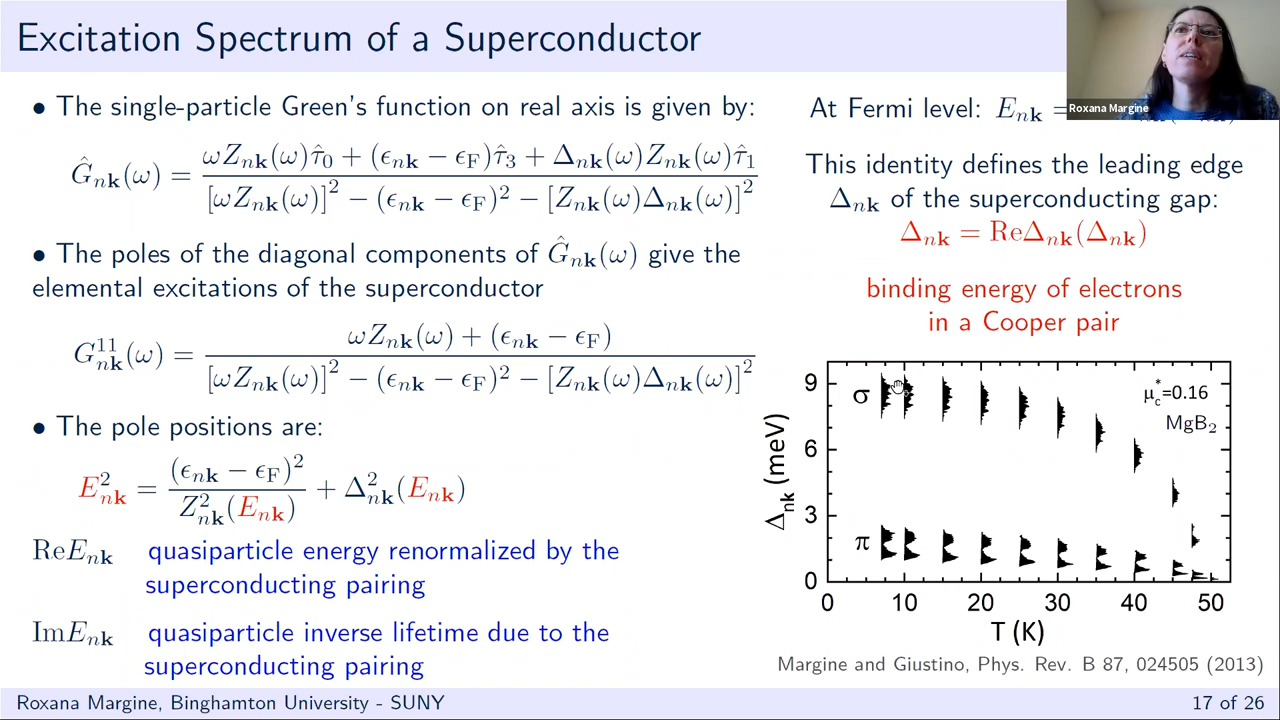 Excitation Spectrum of a Superconductor
Roxana Margine
• The single-particle Green's function on real axis is given by:
Ĝₙₖ(ω) = (ωZₙₖ(ω)τ̂₀ + (ϵₙₖ − ϵF)τ̂₃ + Δₙₖ(ω)Zₙₖ(ω)τ̂₁) / ([ωZₙₖ(ω)]² − (ϵₙₖ − ϵF)² − [Zₙₖ(ω)Δₙₖ(ω)]²)
• The poles of the diagonal components of Ĝₙₖ(ω) give the
elemental excitations of the superconductor
G¹¹ₙₖ(ω) = (ωZₙₖ(ω) + (ϵₙₖ − ϵF)) / ([ωZₙₖ(ω)]² − (ϵₙₖ − ϵF)² − [Zₙₖ(ω)Δₙₖ(ω)]²)
• The pole positions are:
E²ₙₖ = (ϵₙₖ − ϵF)² / Z²ₙₖ(Eₙₖ) + Δ²ₙₖ(Eₙₖ)
ReEₙₖ quasiparticle energy renormalized by the
superconducting pairing
ImEₙₖ quasiparticle inverse lifetime due to the
superconducting pairing
At Fermi level: Eₙₖ =
This identity defines the leading edge
Δₙₖ of the superconducting gap:
Δₙₖ = ReΔₙₖ(Δₙₖ)
binding energy of electrons
in a Cooper pair
Δₙₖ (meV)
9
6
3
0
σ
π
μ*c=0.16
MgB₂
0 10 20 30 40 50
T (K)
Margine and Giustino, Phys. Rev. B 87, 024505 (2013)
Roxana Margine, Binghamton University - SUNY
17 of 26